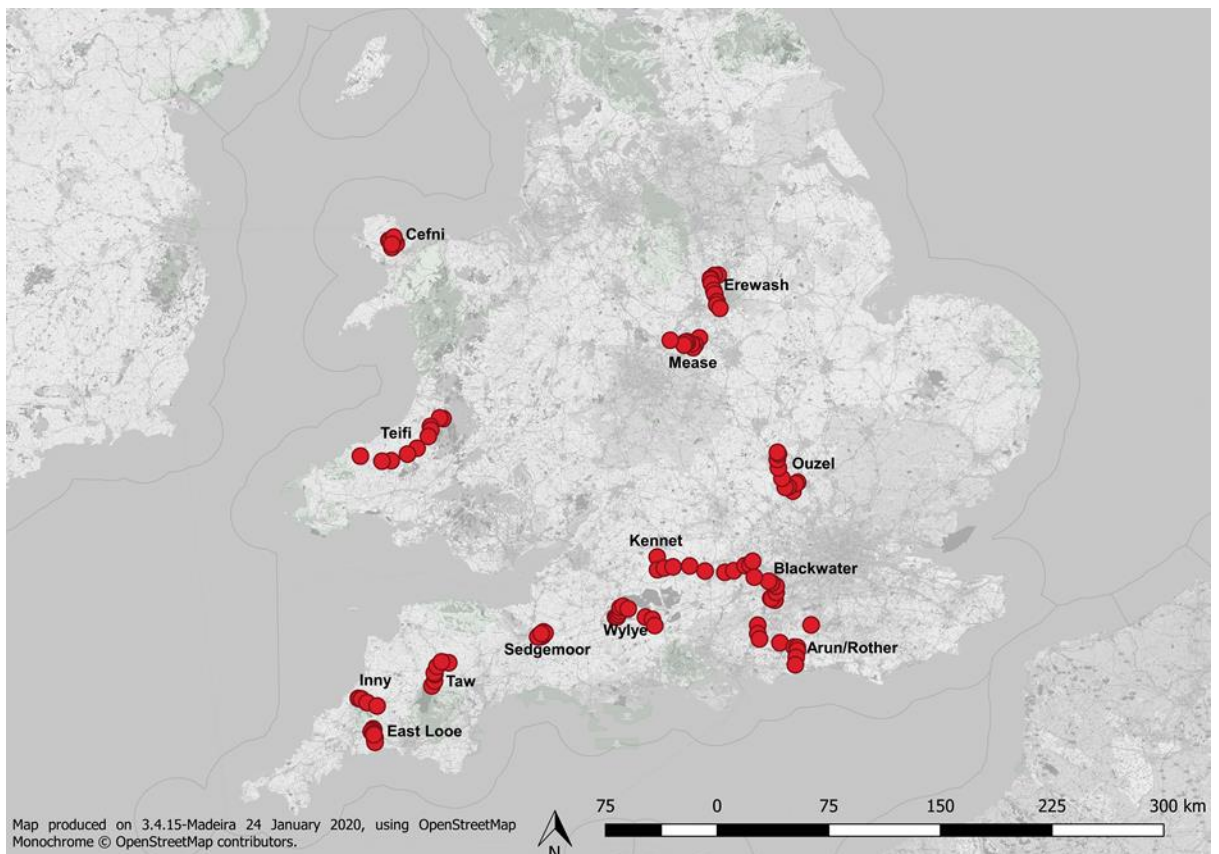 Cefni
Erewash
Mease
Teifi
Ouzel
Kennet
Blackwater
Wylye
Sedgemoor
Arun/Rother
Inny
Taw
East Looe
75 0 75 150 225 300 km
Map produced on 3.4.15-Madeira 24 January 2020, using OpenStreetMap
Monochrome © OpenStreetMap contributors.
N